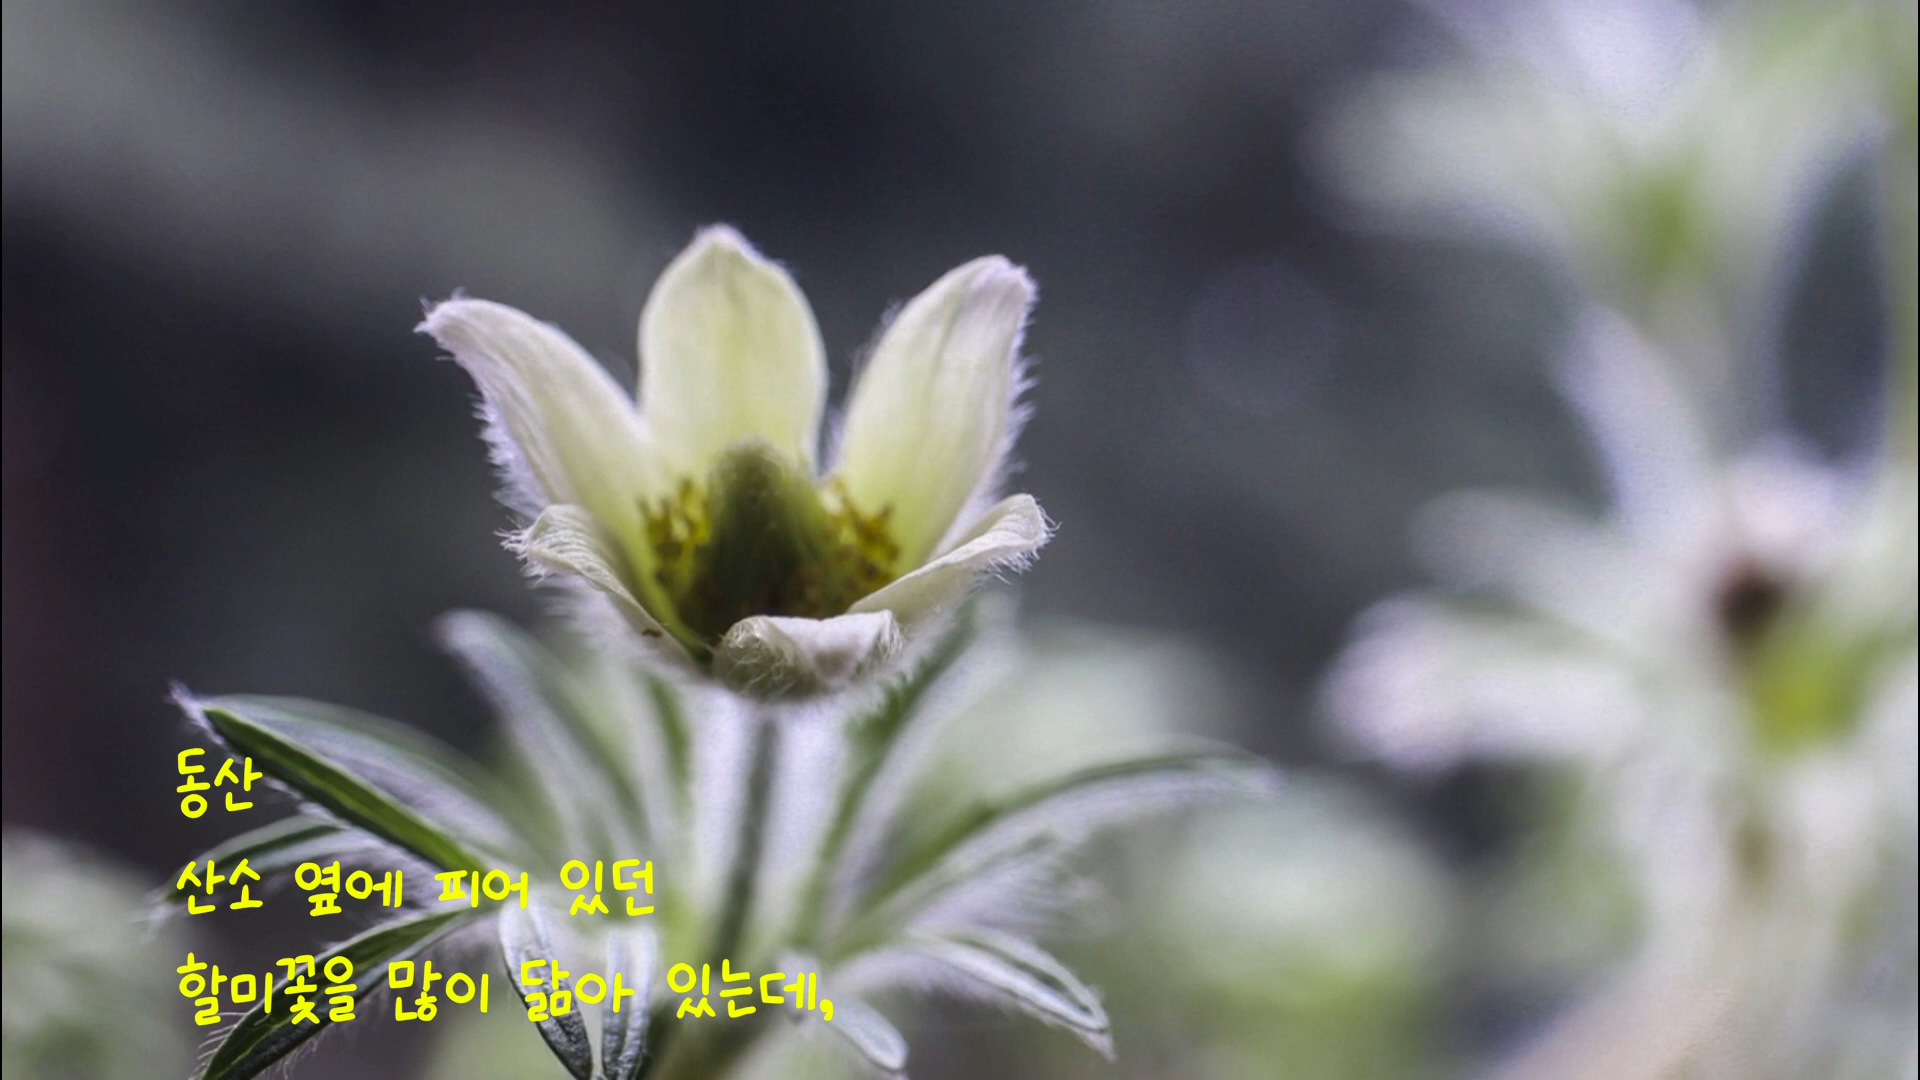 동산
산소 옆에 피어 있던
할미꽃을 많이 닮아 있는데,